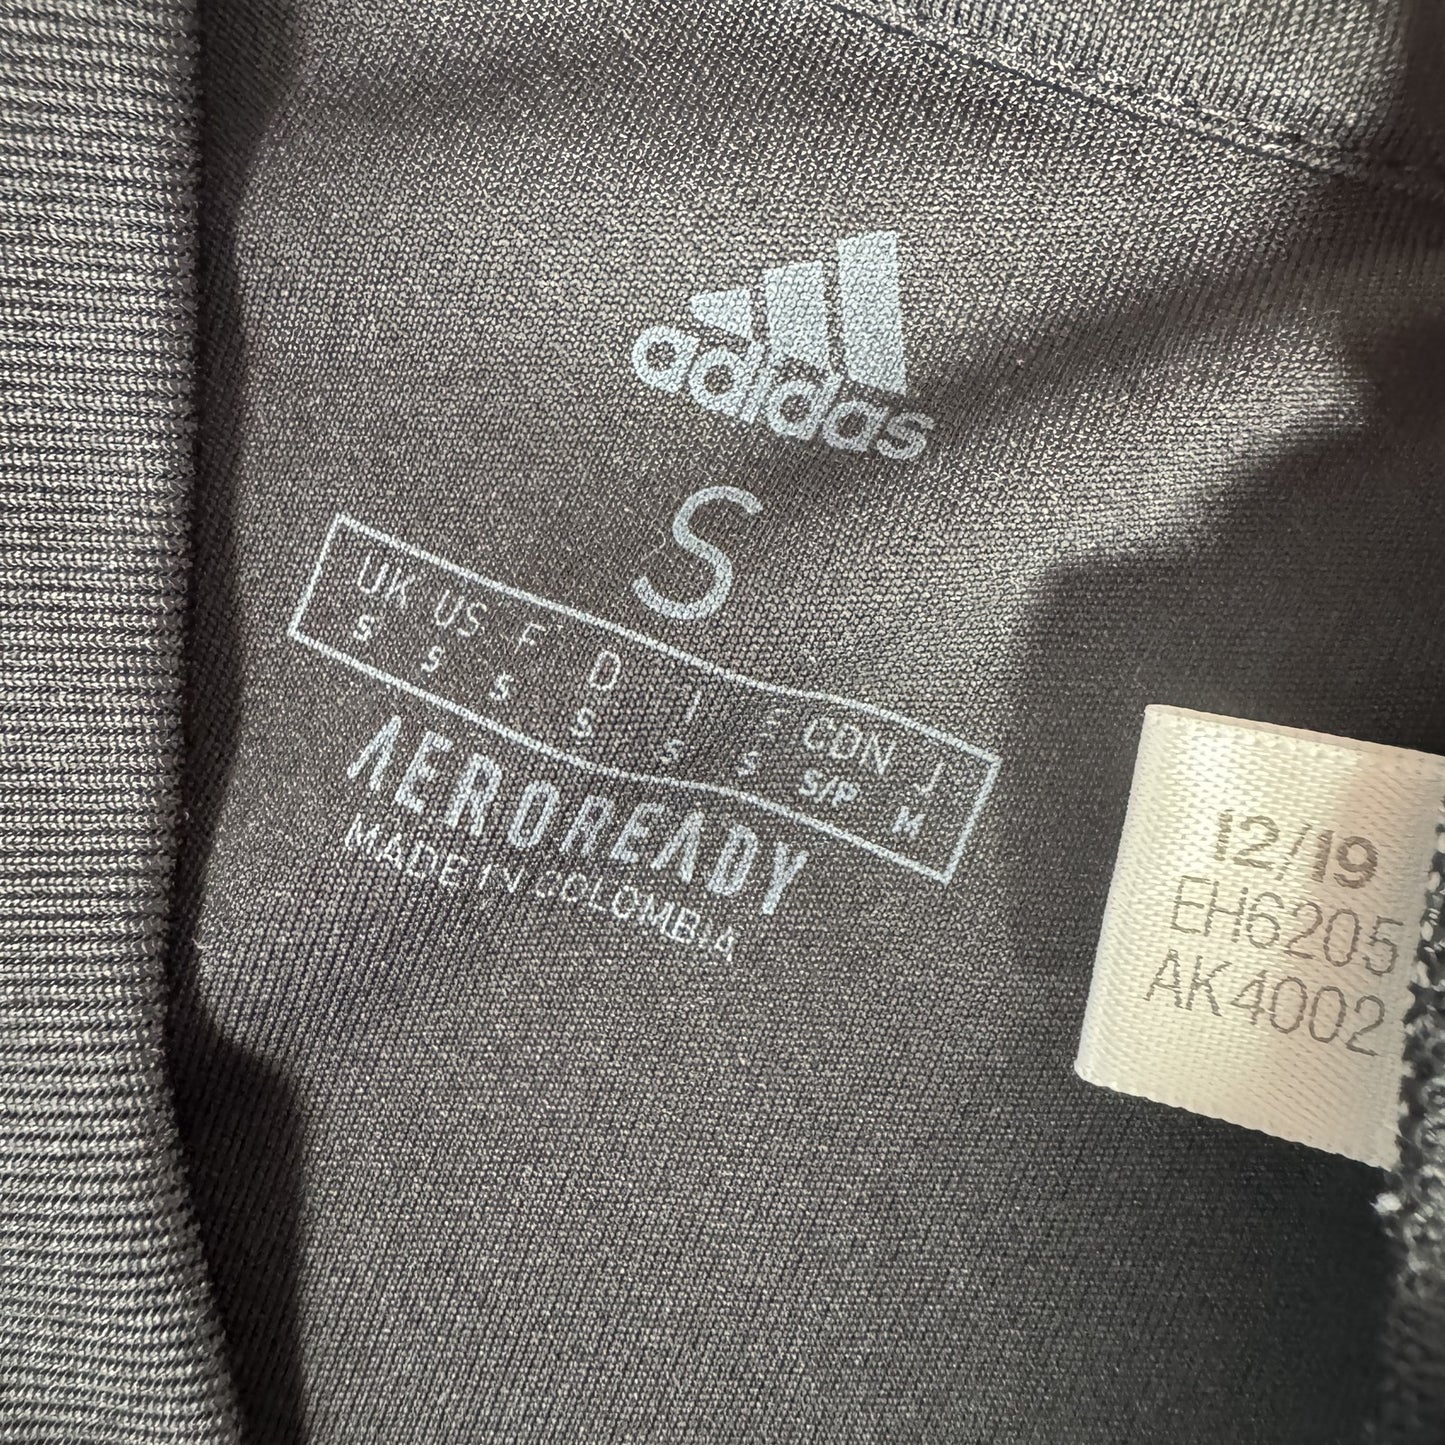 adidas
S
UK US F D I CDN J
S S S S S S S/P M
AEROREADY
MADE IN COLOMBIA
12/19
EH6205
AK4002